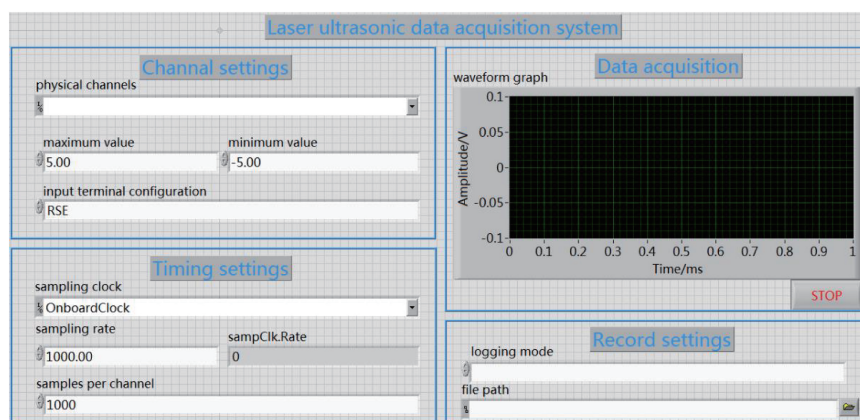 Laser ultrasonic data acquisition system
Channal settings
physical channels
maximum value
minimum value
5.00
-5.00
input terminal configuration
RSE
Timing settings
sampling clock
OnboardClock
sampling rate
sampClk.Rate
1000.00
0
samples per channel
1000
Data acquisition
waveform graph
Amplitude/V
0.1
0.05
0
-0.05
-0.1
0 0.1 0.2 0.3 0.4 0.5 0.6 0.7 0.8 0.9 1
Time/ms
STOP
Record settings
logging mode
file path